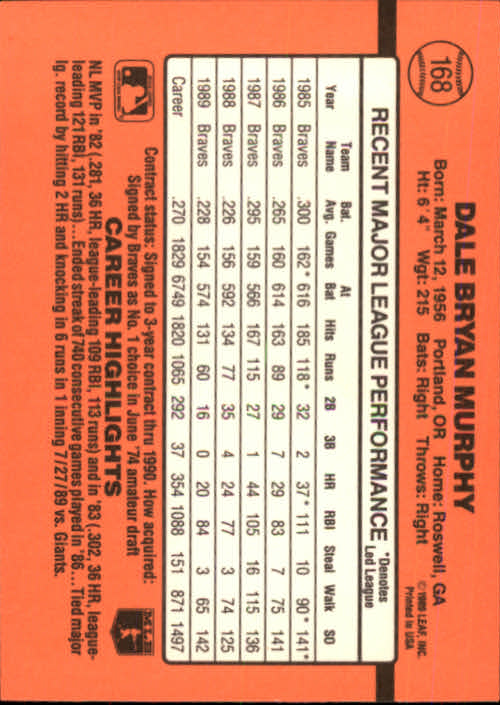 168
DALE BRYAN MURPHY
Born: March 12, 1956 Portland, OR Home: Roswell, GA
Ht: 6'4" Wgt: 215 Bats: Right Throws: Right
© 1989 LEAF, INC.
Printed in USA
RECENT MAJOR LEAGUE PERFORMANCE *Denotes Led League
Year Team Name Bat. Avg. Games At Bat Hits Runs 2B 3B HR RBI Steal Walk SO
1985 Braves .300 162* 616 185 118* 32 2 37* 111 10 90* 141*
1986 Braves .265 160 614 163 89 29 7 29 83 7 75 141
1987 Braves .295 159 566 167 115 27 1 44 105 16 115 136
1988 Braves .226 156 592 134 77 35 4 24 77 3 74 125
1989 Braves .228 154 574 131 60 16 0 20 84 3 65 142
Career .270 1829 6749 1820 1065 292 37 354 1088 151 871 1497
Contract status: Signed to 3-year contract thru 1990. How acquired:
Signed by Braves as No. 1 choice in June '74 amateur draft
MLB
CAREER HIGHLIGHTS
NL MVP in '82 (.281, 36 HR, league-leading 109 RBI, 113 runs) and in '83 (.302, 36 HR, league-
leading 121 RBI, 131 runs)... Ended streak of 740 consecutive games played in '86... Tied major
lg. record by hitting 2 HR and knocking in 6 runs in 1 inning 7/27/89 vs. Giants.